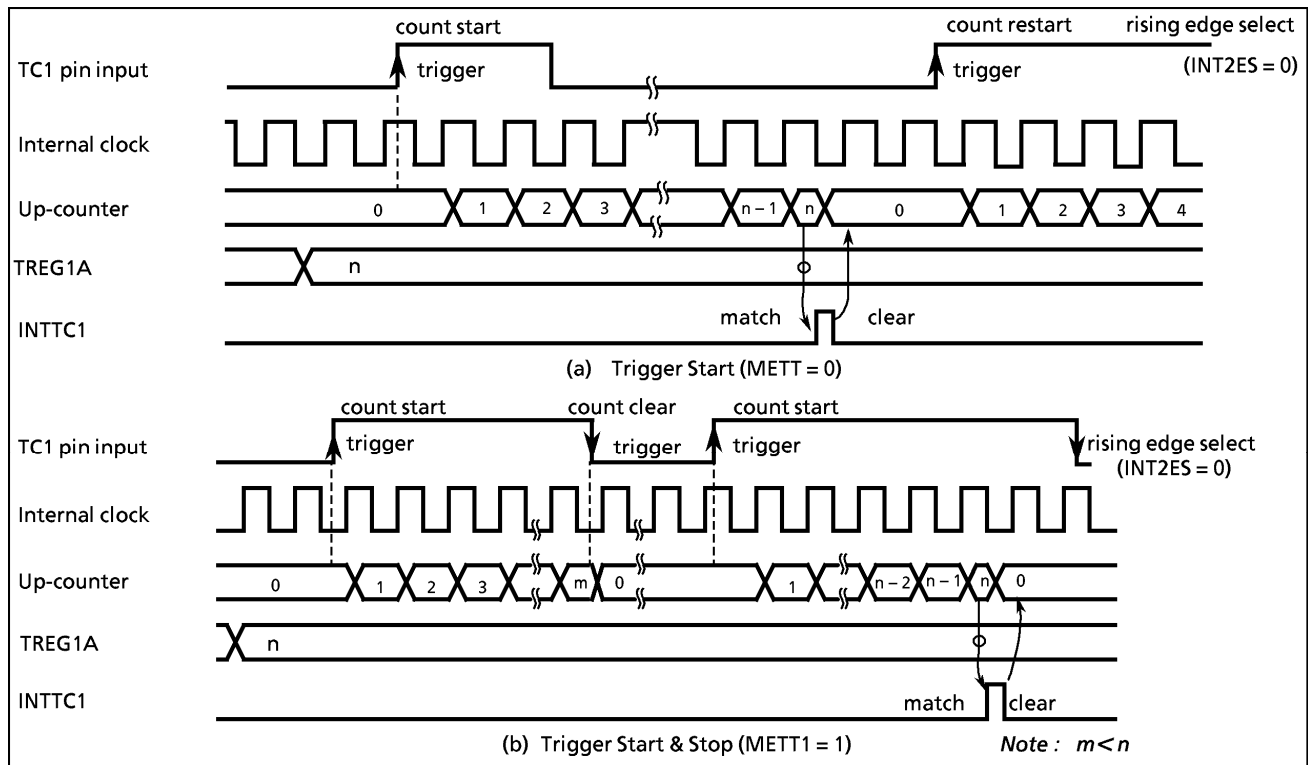 count start
count restart
rising edge select
TC1 pin input
trigger
trigger
(INT2ES = 0)
Internal clock
Up-counter
0
1
2
3
n – 1
n
0
1
2
3
4
TREG1A
n
INTTC1
match
clear
(a) Trigger Start (METT = 0)
count start
count clear
count start
TC1 pin input
trigger
trigger
trigger
rising edge select
(INT2ES = 0)
Internal clock
Up-counter
0
1
2
3
m
0
1
n – 2
n – 1
n
0
TREG1A
n
INTTC1
match
clear
(b) Trigger Start & Stop (METT1 = 1)
Note : m < n